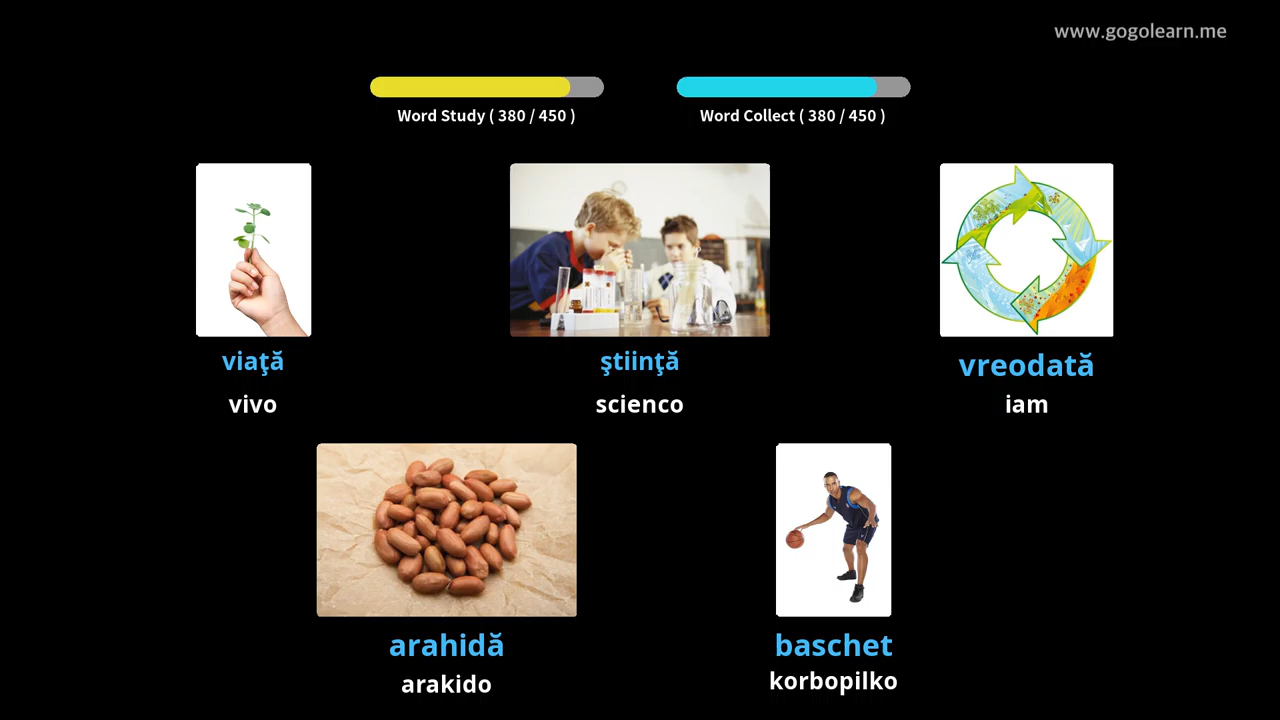 www.gogolearn.me
Word Study ( 380 / 450 )
Word Collect ( 380 / 450 )
viaţă
ştiinţă
vreodată
vivo
scienco
iam
arahidă
baschet
arakido
korbopilko